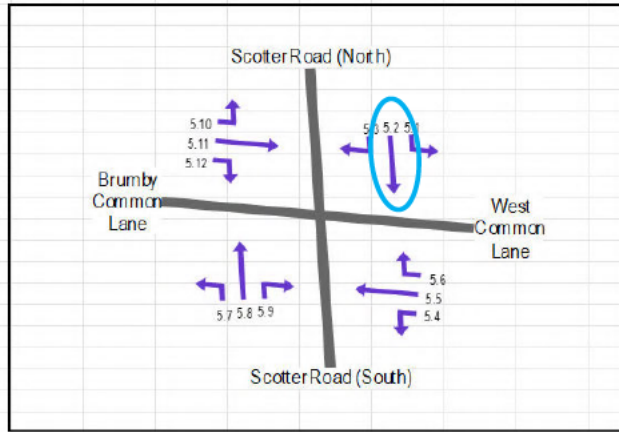 Scotter Road (North)
5.10
5.11
5.12
5.3 5.2 5.1
Brumby
Common
Lane
West
Common
Lane
5.6
5.5
5.4
5.7 5.8 5.9
Scotter Road (South)